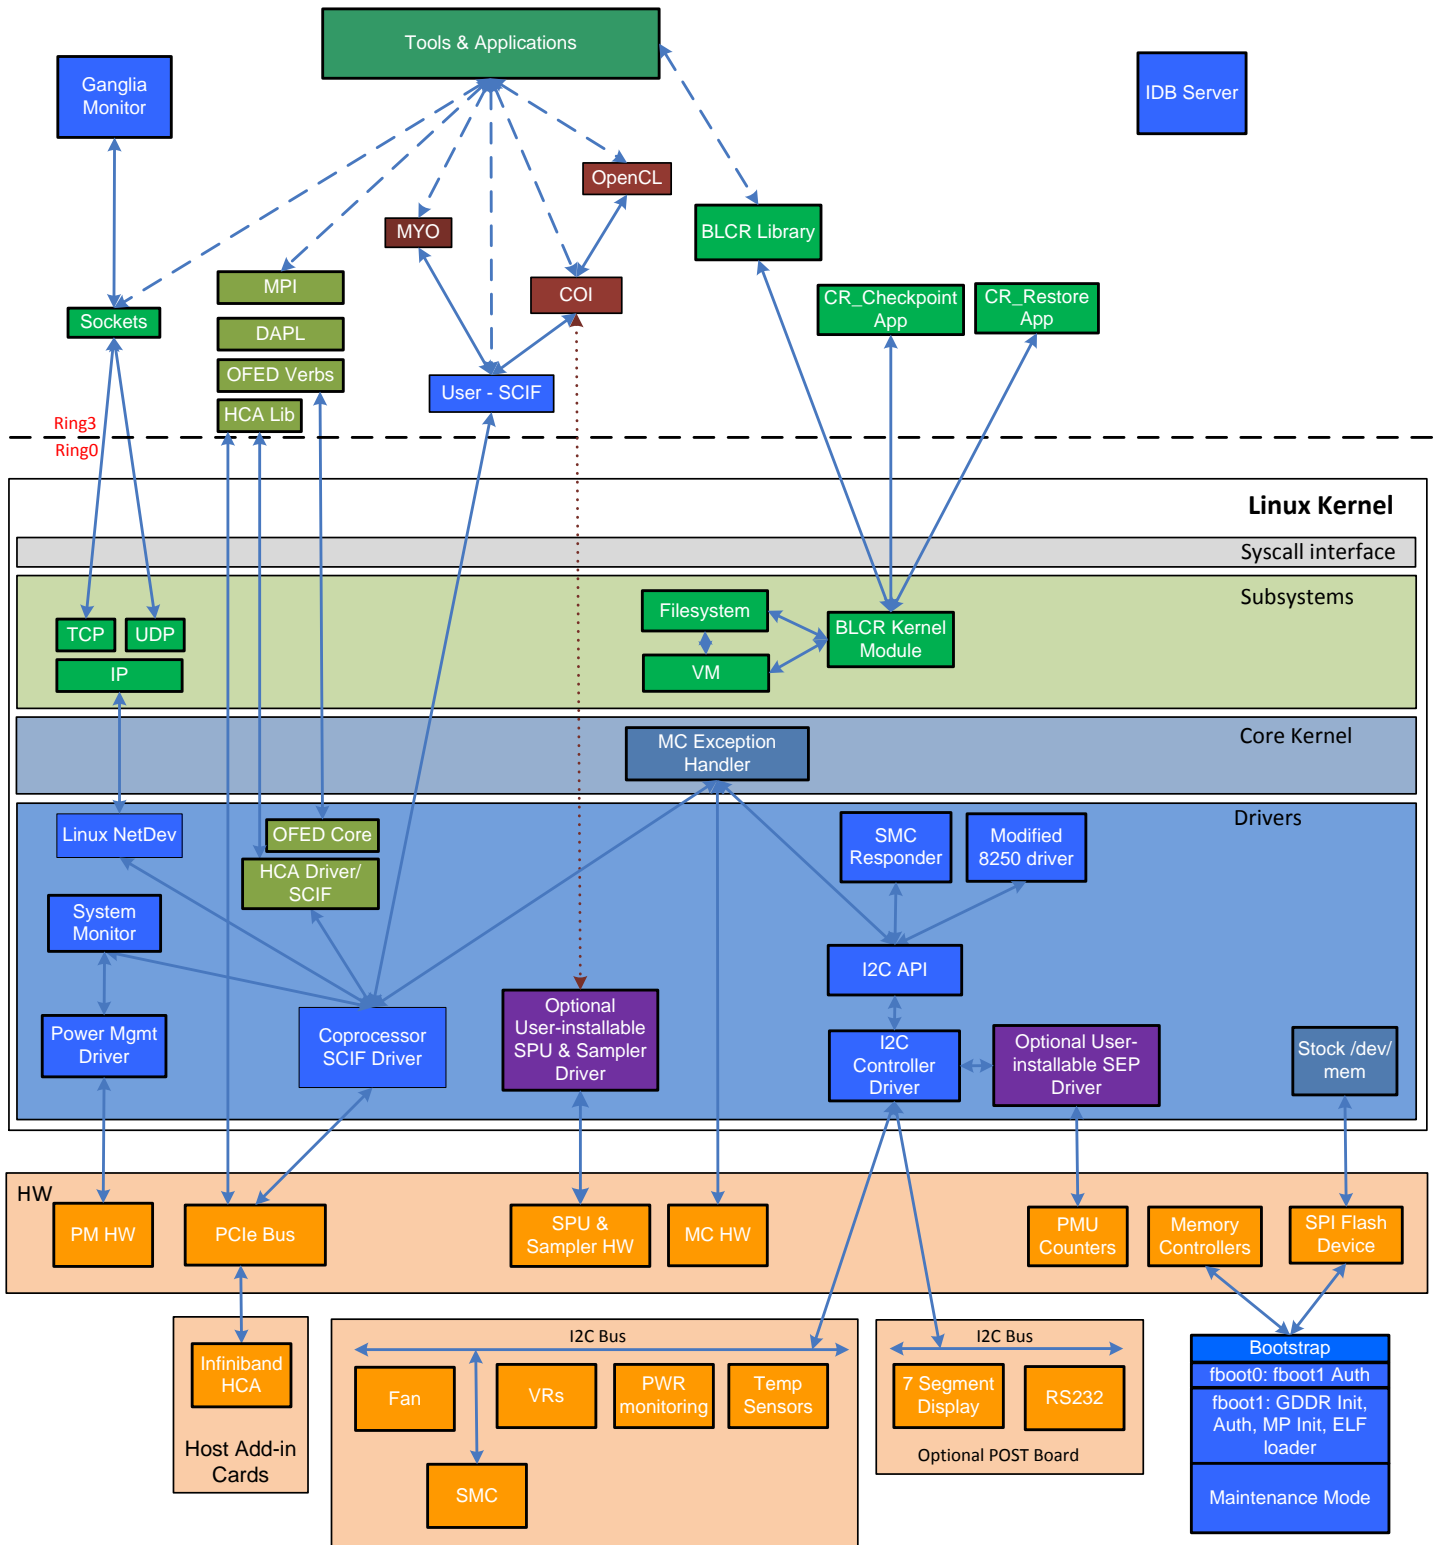 Tools & Applications
Ganglia
Monitor
IDB Server
OpenCL
MYO
BLCR Library
MPI
COI
CR_Checkpoint
App
CR_Restore
App
Sockets
DAPL
OFED Verbs
User - SCIF
HCA Lib
Ring3
Ring0
Linux Kernel
Syscall interface
Subsystems
Filesystem
TCP
UDP
BLCR Kernel
Module
IP
VM
Core Kernel
MC Exception
Handler
Drivers
Linux NetDev
OFED Core
SMC
Responder
Modified
8250 driver
HCA Driver/
SCIF
System
Monitor
I2C API
Power Mgmt
Driver
Coprocessor
SCIF Driver
Optional
User-installable
SPU & Sampler
Driver
I2C
Controller
Driver
Optional User-
installable SEP
Driver
Stock /dev/
mem
HW
PM HW
PCIe Bus
SPU &
Sampler HW
MC HW
PMU
Counters
Memory
Controllers
SPI Flash
Device
Infiniband
HCA
Host Add-in
Cards
I2C Bus
Fan
VRs
PWR
monitoring
Temp
Sensors
SMC
I2C Bus
7 Segment
Display
RS232
Optional POST Board
Bootstrap
fboot0: fboot1 Auth
fboot1: GDDR Init,
Auth, MP Init, ELF
loader
Maintenance Mode